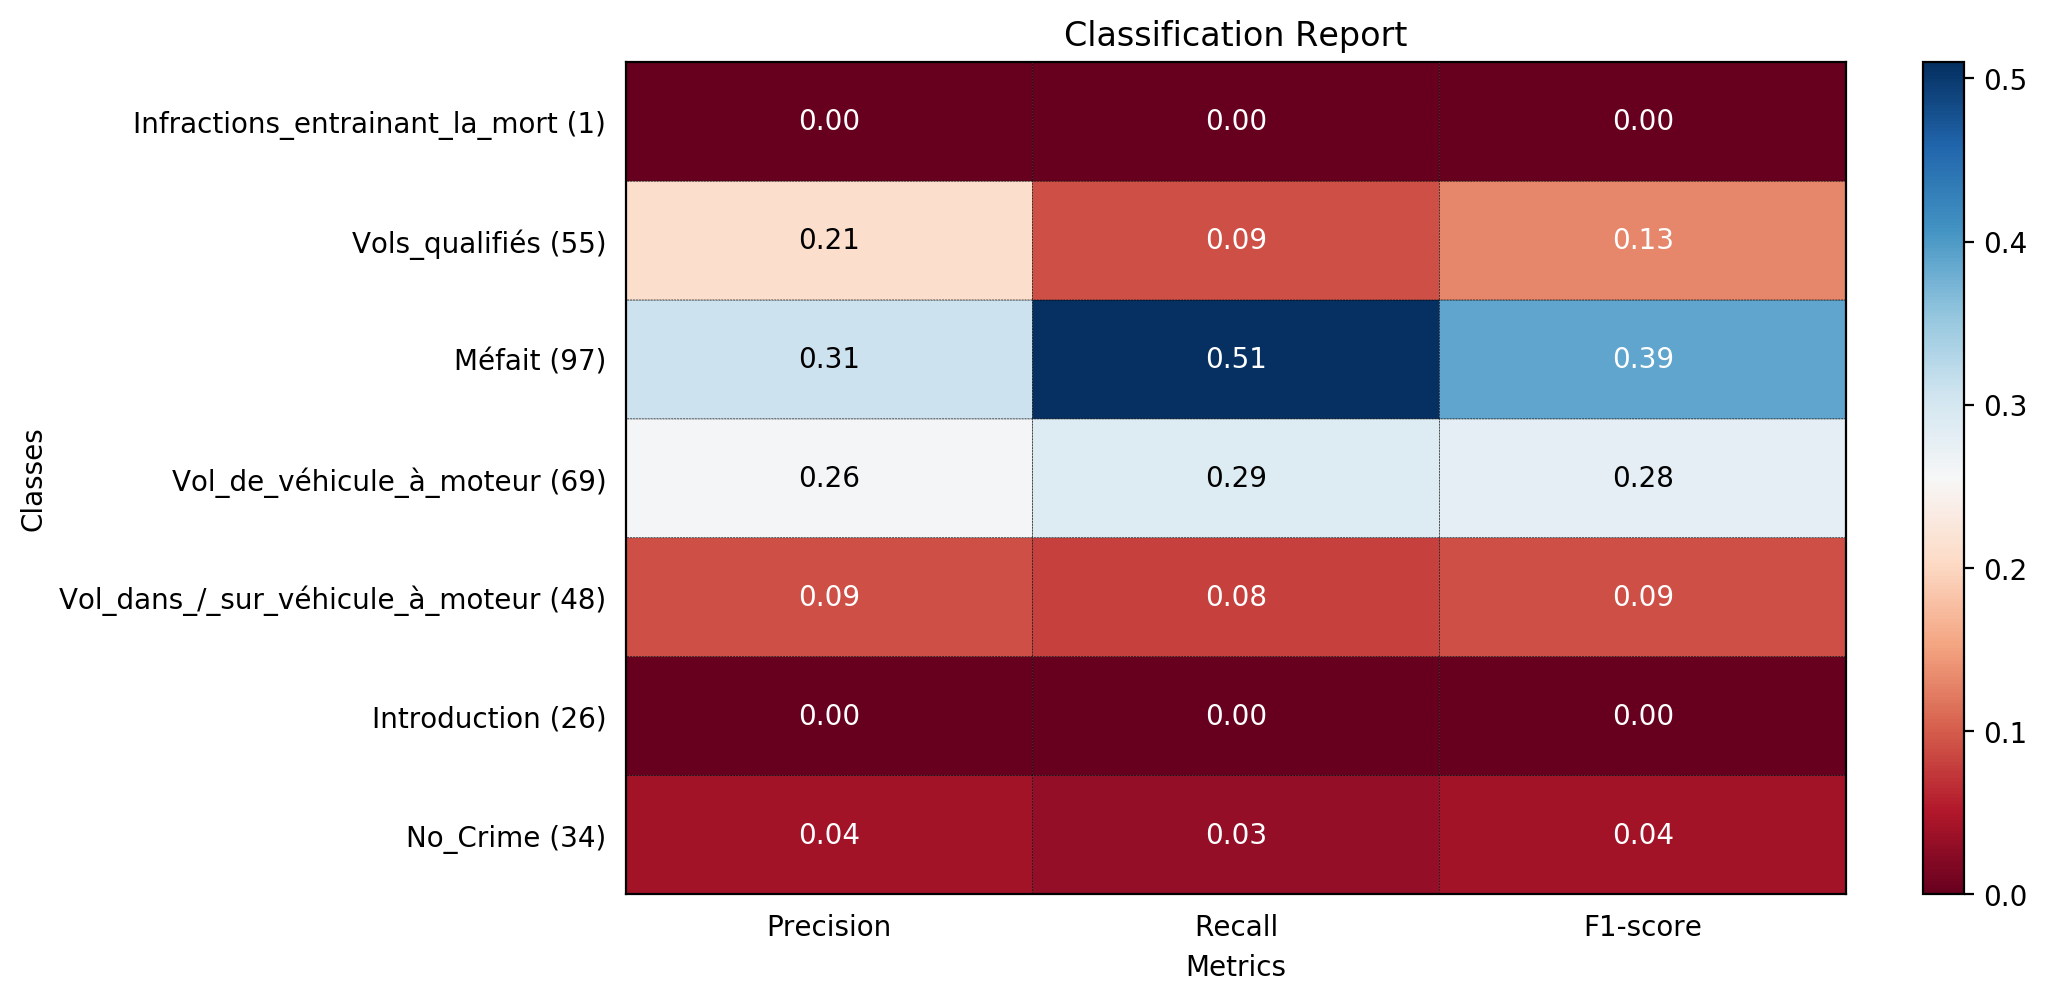 Classification Report
Infractions_entrainant_la_mort (1) 0.00 0.00 0.00
Vols_qualifiés (55) 0.21 0.09 0.13
Méfait (97) 0.31 0.51 0.39
Vol_de_véhicule_à_moteur (69) 0.26 0.29 0.28
Vol_dans_/_sur_véhicule_à_moteur (48) 0.09 0.08 0.09
Introduction (26) 0.00 0.00 0.00
No_Crime (34) 0.04 0.03 0.04
Precision Recall F1-score
Metrics
Classes
0.5
0.4
0.3
0.2
0.1
0.0